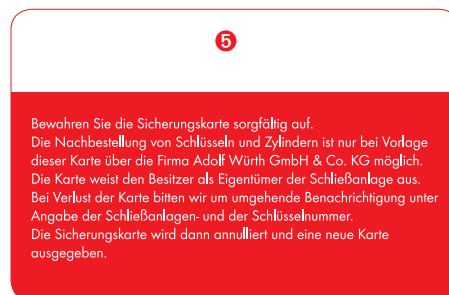 5
Bewahren Sie die Sicherungskarte sorgfältig auf.
Die Nachbestellung von Schlüsseln und Zylindern ist nur bei Vorlage
dieser Karte über die Firma Adolf Würth GmbH & Co. KG möglich.
Die Karte weist den Besitzer als Eigentümer der Schließanlage aus.
Bei Verlust der Karte bitten wir um umgehende Benachrichtigung unter
Angabe der Schließanlagen- und der Schlüsselnummer.
Die Sicherungskarte wird dann annulliert und eine neue Karte
ausgegeben.